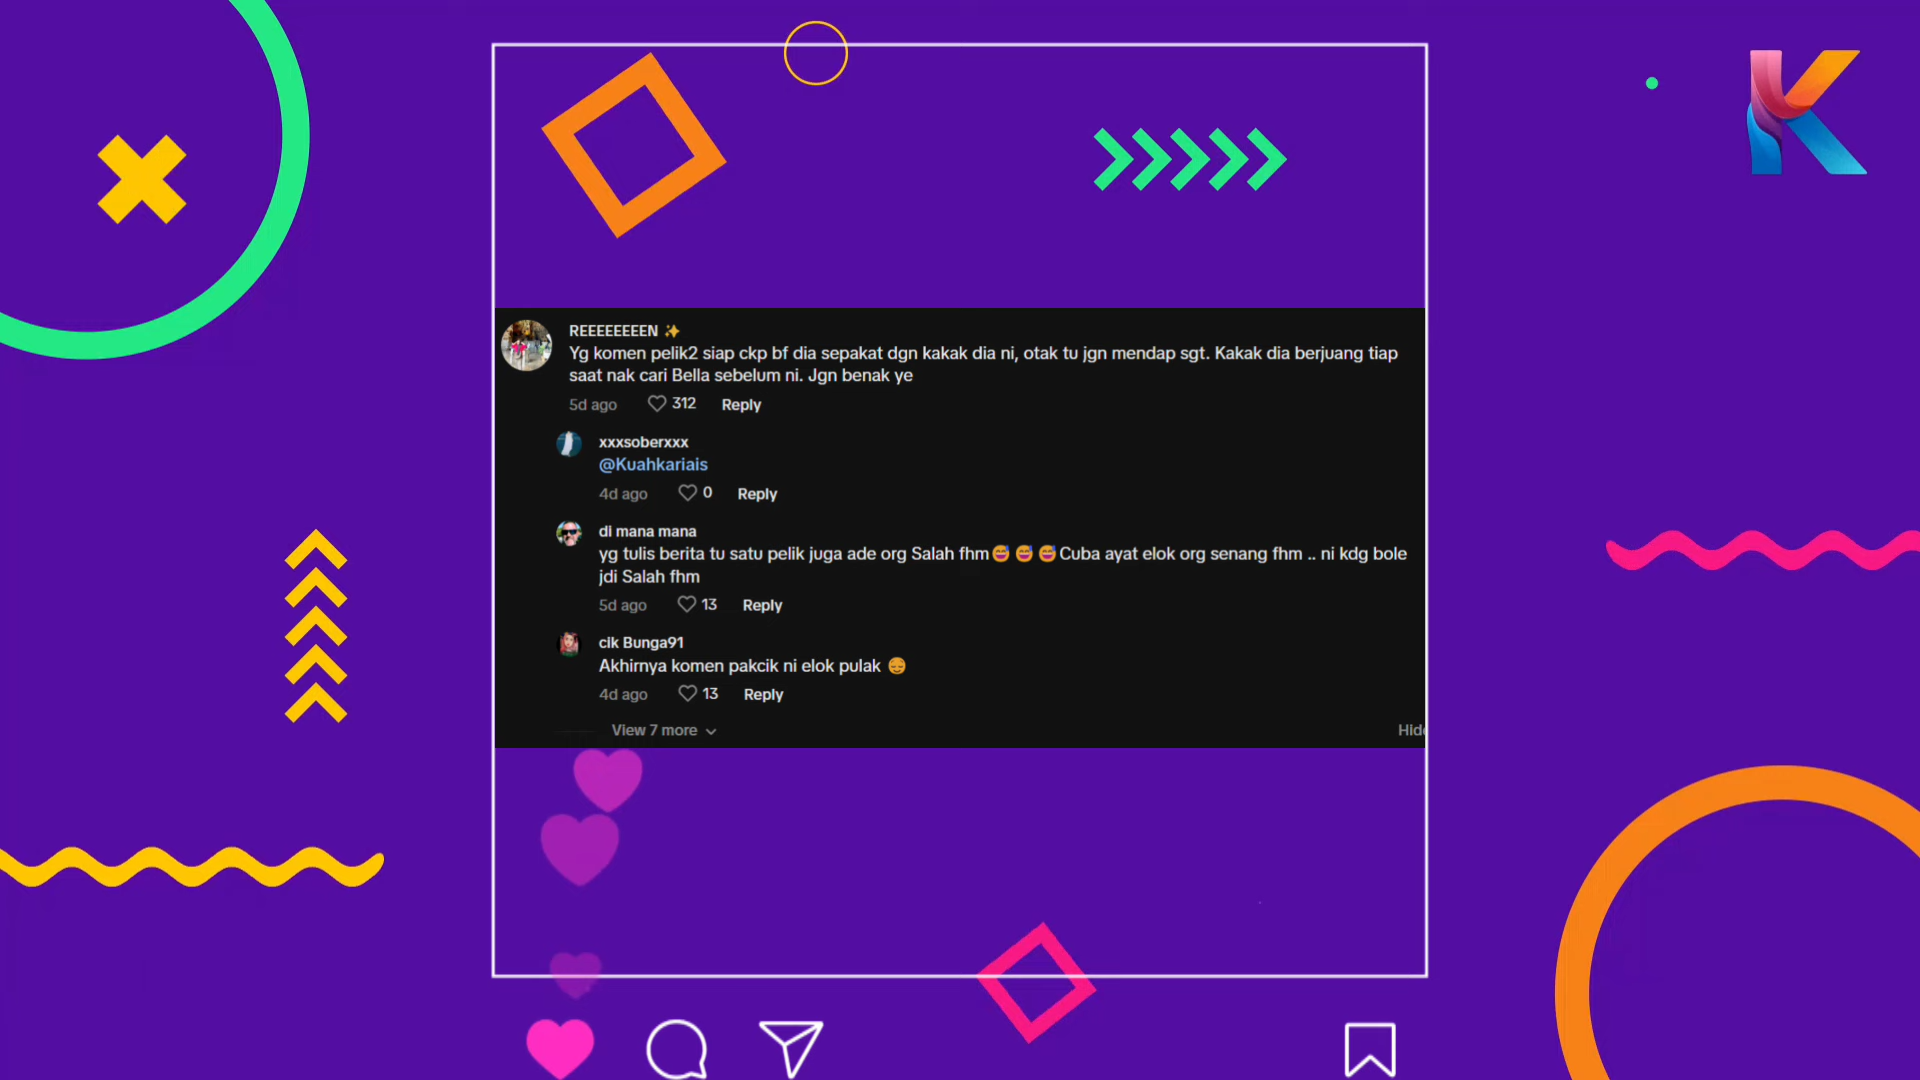 REEEEEEEEN ✨
Yg komen pelik2 siap ckp bf dia sepakat dgn kakak dia ni, otak tu jgn mendap sgt. Kakak dia berjuang tiap
saat nak cari Bella sebelum ni. Jgn benak ye
5d ago 312 Reply
xxxsoberxxx
@Kuahkariais
4d ago 0 Reply
di mana mana
yg tulis berita tu satu pelik juga ade org Salah fhm😅 😅 😅Cuba ayat elok org senang fhm .. ni kdg bole
jdi Salah fhm
5d ago 13 Reply
cik Bunga91
Akhirnya komen pakcik ni elok pulak 😌
4d ago 13 Reply
View 7 more
Hide
K